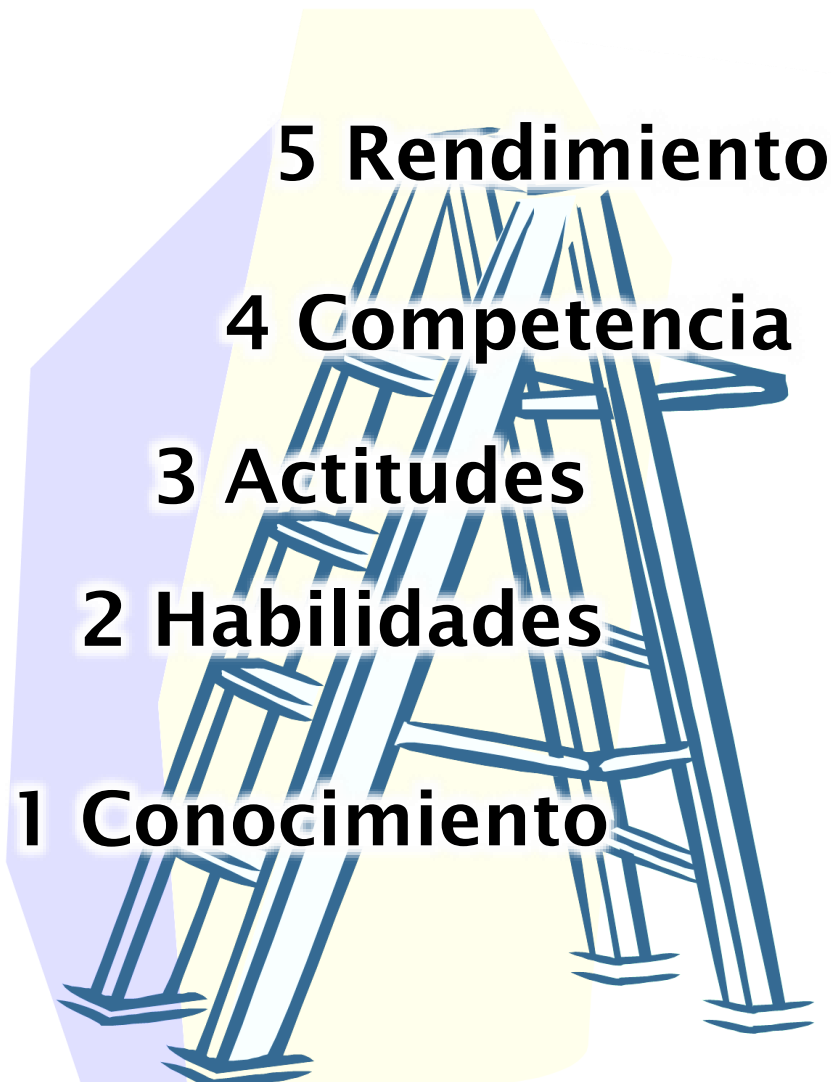 5 Rendimiento
4 Competencia
3 Actitudes
2 Habilidades
1 Conocimiento